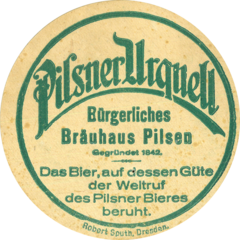 Pilsner Urquell
Bürgerliches
Bräuhaus Pilsen
Gegründet 1842.
Das Bier, auf dessen Güte
der Weltruf
des Pilsner Bieres
beruht.
Robert Sputh, Dresden.